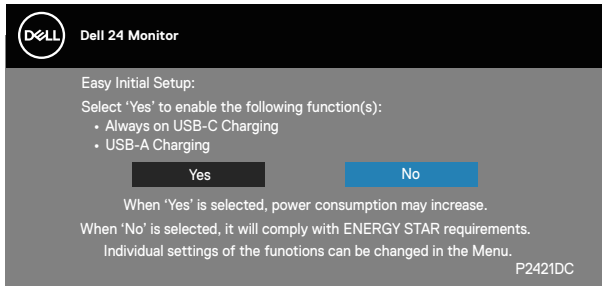 DELL
Dell 24 Monitor
Easy Initial Setup:
Select ‘Yes’ to enable the following function(s):
• Always on USB-C Charging
• USB-A Charging
Yes No
When ‘Yes’ is selected, power consumption may increase.
When ‘No’ is selected, it will comply with ENERGY STAR requirements.
Individual settings of the funotions can be changed in the Menu.
P2421DC